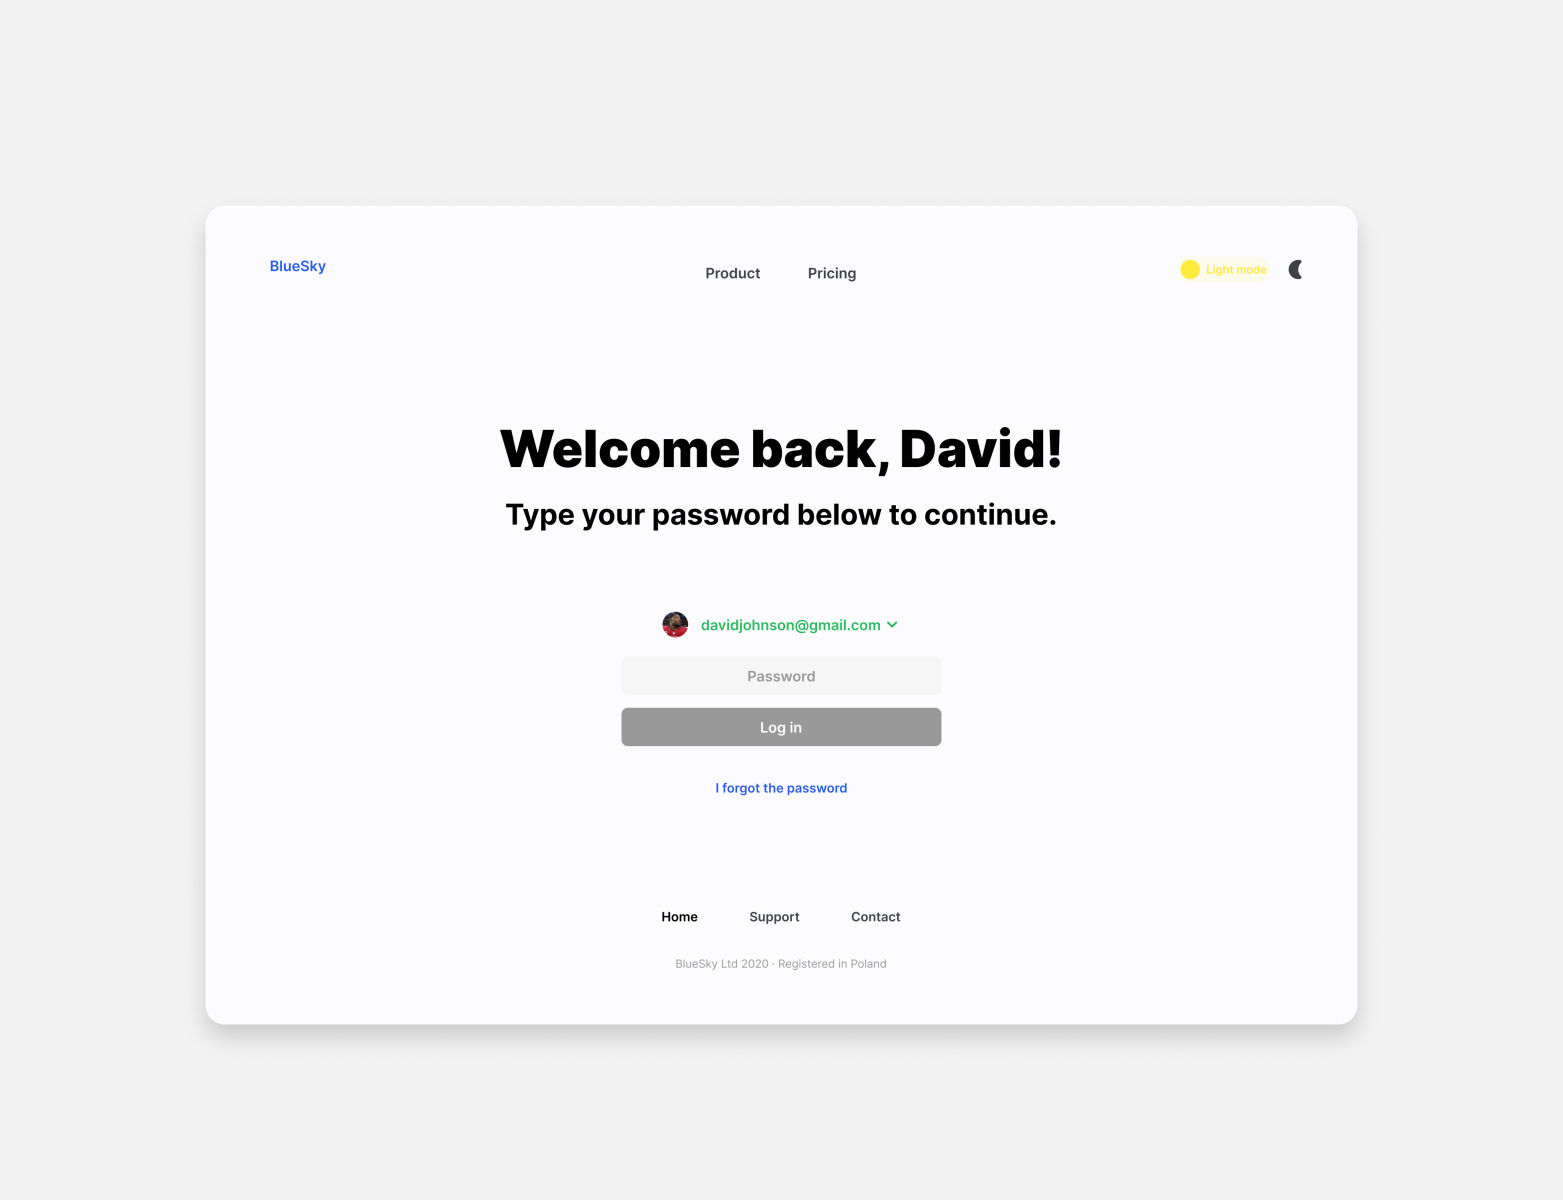 BlueSky
Product Pricing
Light mode
Welcome back, David!
Type your password below to continue.
davidjohnson@gmail.com
Password
Log in
I forgot the password
Home Support Contact
BlueSky Ltd 2020 · Registered in Poland